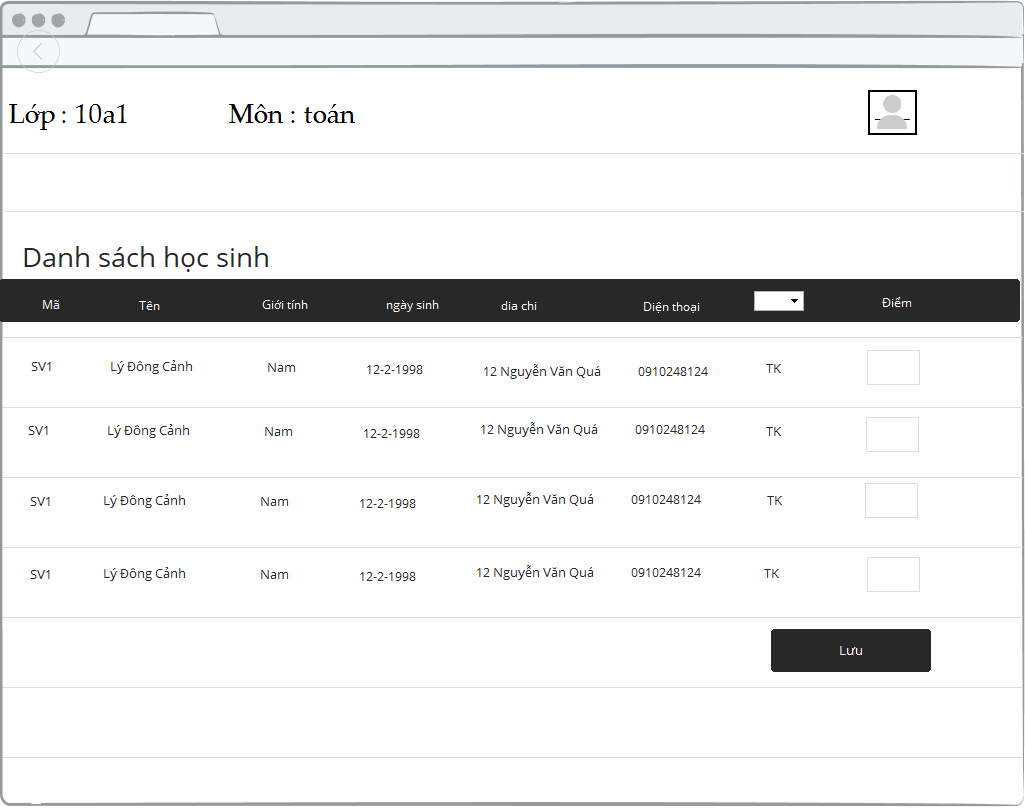 Lớp : 10a1 Môn : toán
Danh sách học sinh
Mã Tên Giới tính ngày sinh dia chi Diện thoại Điểm
SV1 Lý Đông Cảnh Nam 12-2-1998 12 Nguyễn Văn Quá 0910248124 TK
SV1 Lý Đông Cảnh Nam 12-2-1998 12 Nguyễn Văn Quá 0910248124 TK
SV1 Lý Đông Cảnh Nam 12-2-1998 12 Nguyễn Văn Quá 0910248124 TK
SV1 Lý Đông Cảnh Nam 12-2-1998 12 Nguyễn Văn Quá 0910248124 TK
Lưu